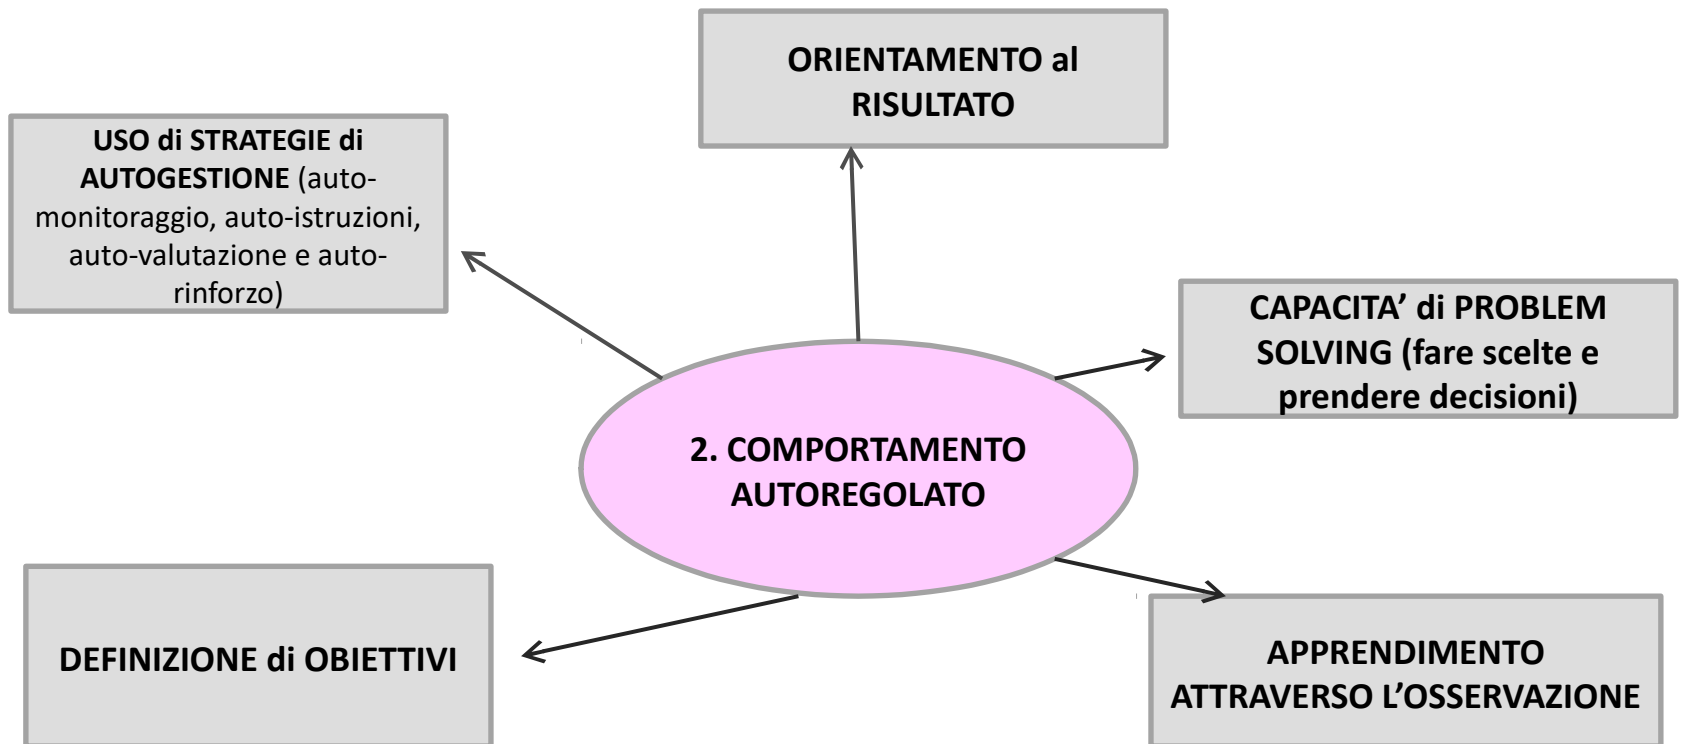 ORIENTAMENTO al
RISULTATO
USO di STRATEGIE di
AUTOGESTIONE (auto-
monitoraggio, auto-istruzioni,
auto-valutazione e auto-
rinforzo)
CAPACITA’ di PROBLEM
SOLVING (fare scelte e
prendere decisioni)
2. COMPORTAMENTO
AUTOREGOLATO
DEFINIZIONE di OBIETTIVI
APPRENDIMENTO
ATTRAVERSO L’OSSERVAZIONE